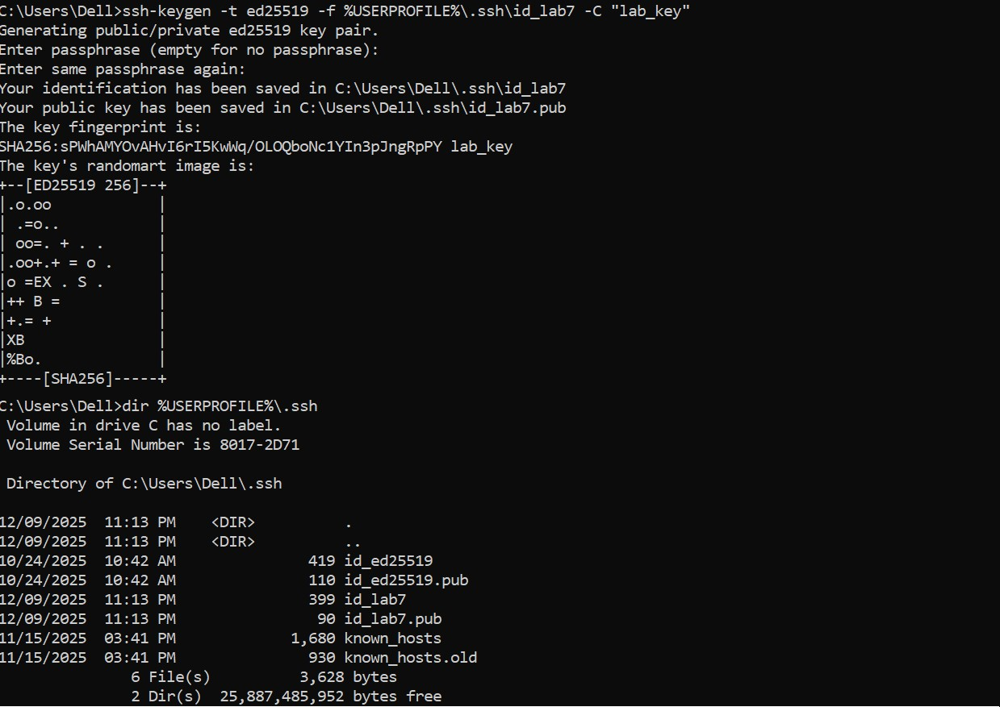 C:\Users\Dell>ssh-keygen -t ed25519 -f %USERPROFILE%\.ssh\id_lab7 -C "lab_key"
Generating public/private ed25519 key pair.
Enter passphrase (empty for no passphrase):
Enter same passphrase again:
Your identification has been saved in C:\Users\Dell\.ssh\id_lab7
Your public key has been saved in C:\Users\Dell\.ssh\id_lab7.pub
The key fingerprint is:
SHA256:sPWhAMYOvAHvI6rI5KwWq/OLOQboNc1YIn3pJngRpPY lab_key
The key's randomart image is:
+--[ED25519 256]--+
|.o.oo            |
| .=o..           |
| oo=. + . .      |
|.oo+.+ = o .     |
|o =EX . S .      |
|++ B =           |
|+.= +            |
|XB               |
|%Bo.             |
+----[SHA256]-----+
C:\Users\Dell>dir %USERPROFILE%\.ssh
 Volume in drive C has no label.
 Volume Serial Number is 8017-2D71
 Directory of C:\Users\Dell\.ssh
12/09/2025  11:13 PM    <DIR>          .
12/09/2025  11:13 PM    <DIR>          ..
10/24/2025  10:42 AM               419 id_ed25519
10/24/2025  10:42 AM               110 id_ed25519.pub
12/09/2025  11:13 PM               399 id_lab7
12/09/2025  11:13 PM                90 id_lab7.pub
11/15/2025  03:41 PM             1,680 known_hosts
11/15/2025  03:41 PM               930 known_hosts.old
               6 File(s)          3,628 bytes
               2 Dir(s)  25,887,485,952 bytes free